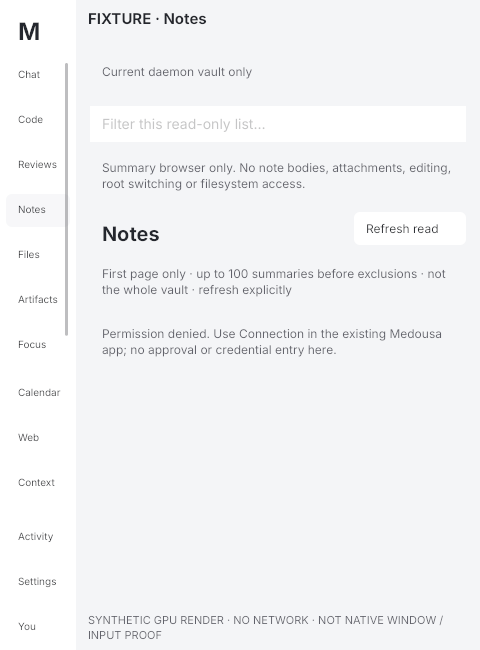 M
Chat
Code
Reviews
Notes
Files
Artifacts
Focus
Calendar
Web
Context
Activity
Settings
You
FIXTURE · Notes
Current daemon vault only
Filter this read-only list...
Summary browser only. No note bodies, attachments, editing,
root switching or filesystem access.
Notes
Refresh read
First page only · up to 100 summaries before exclusions · not
the whole vault · refresh explicitly
Permission denied. Use Connection in the existing Medousa
app; no approval or credential entry here.
SYNTHETIC GPU RENDER · NO NETWORK · NOT NATIVE WINDOW /
INPUT PROOF